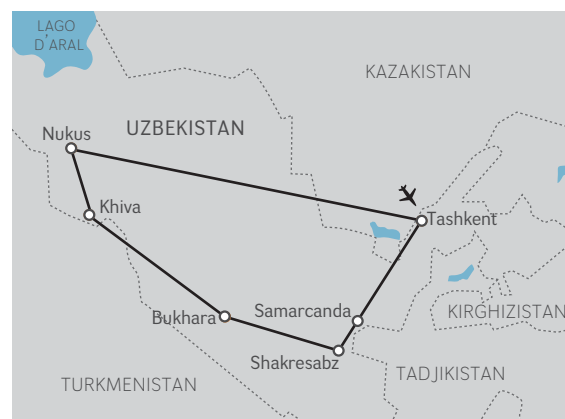 LAGO
D'ARAL
KAZAKISTAN
UZBEKISTAN
Nukus
Khiva
Tashkent
Bukhara
Samarcanda
KIRGHIZISTAN
Shakresabz
TADJIKISTAN
TURKMENISTAN